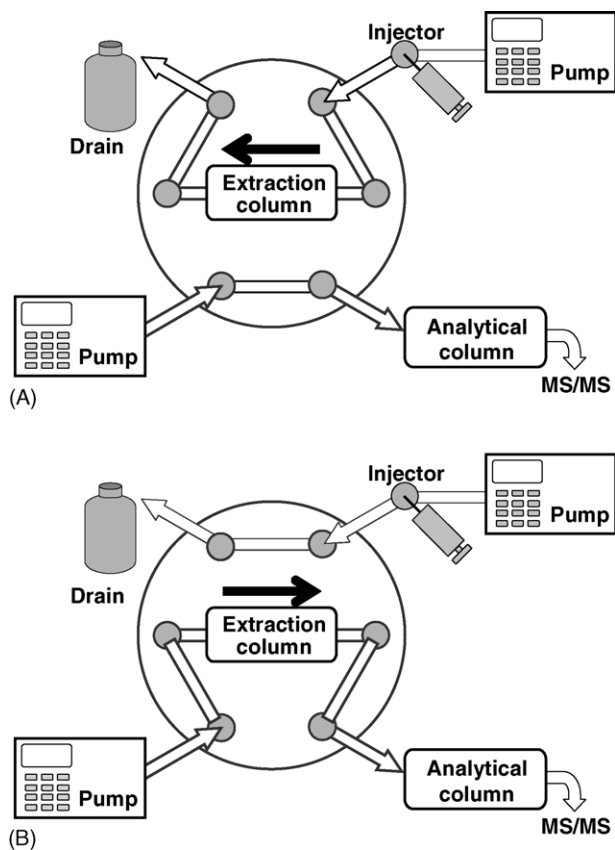 Injector
Pump
Drain
Extraction
column
Pump
Analytical
column
MS/MS
(A)
Injector
Pump
Drain
Extraction
column
Pump
Analytical
column
MS/MS
(B)